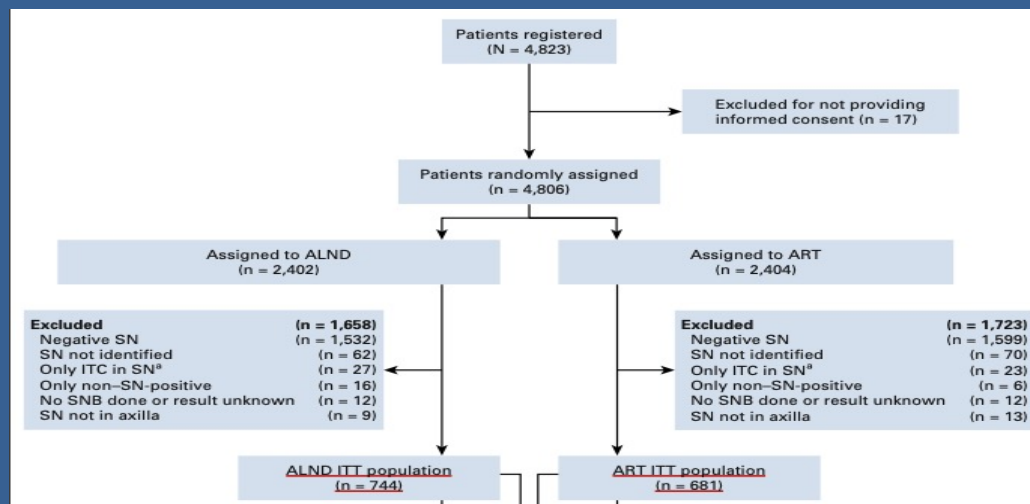 Patients registered
(N = 4,823)
Excluded for not providing
informed consent (n = 17)
Patients randomly assigned
(n = 4,806)
Assigned to ALND
(n = 2,402)
Assigned to ART
(n = 2,404)
Excluded (n = 1,658)
Negative SN (n = 1,532)
SN not identified (n = 62)
Only ITC in SNᵃ (n = 27)
Only non–SN-positive (n = 16)
No SNB done or result unknown (n = 12)
SN not in axilla (n = 9)
Excluded (n = 1,723)
Negative SN (n = 1,599)
SN not identified (n = 70)
Only ITC in SNᵃ (n = 23)
Only non–SN-positive (n = 6)
No SNB done or result unknown (n = 12)
SN not in axilla (n = 13)
ALND ITT population
(n = 744)
ART ITT population
(n = 681)